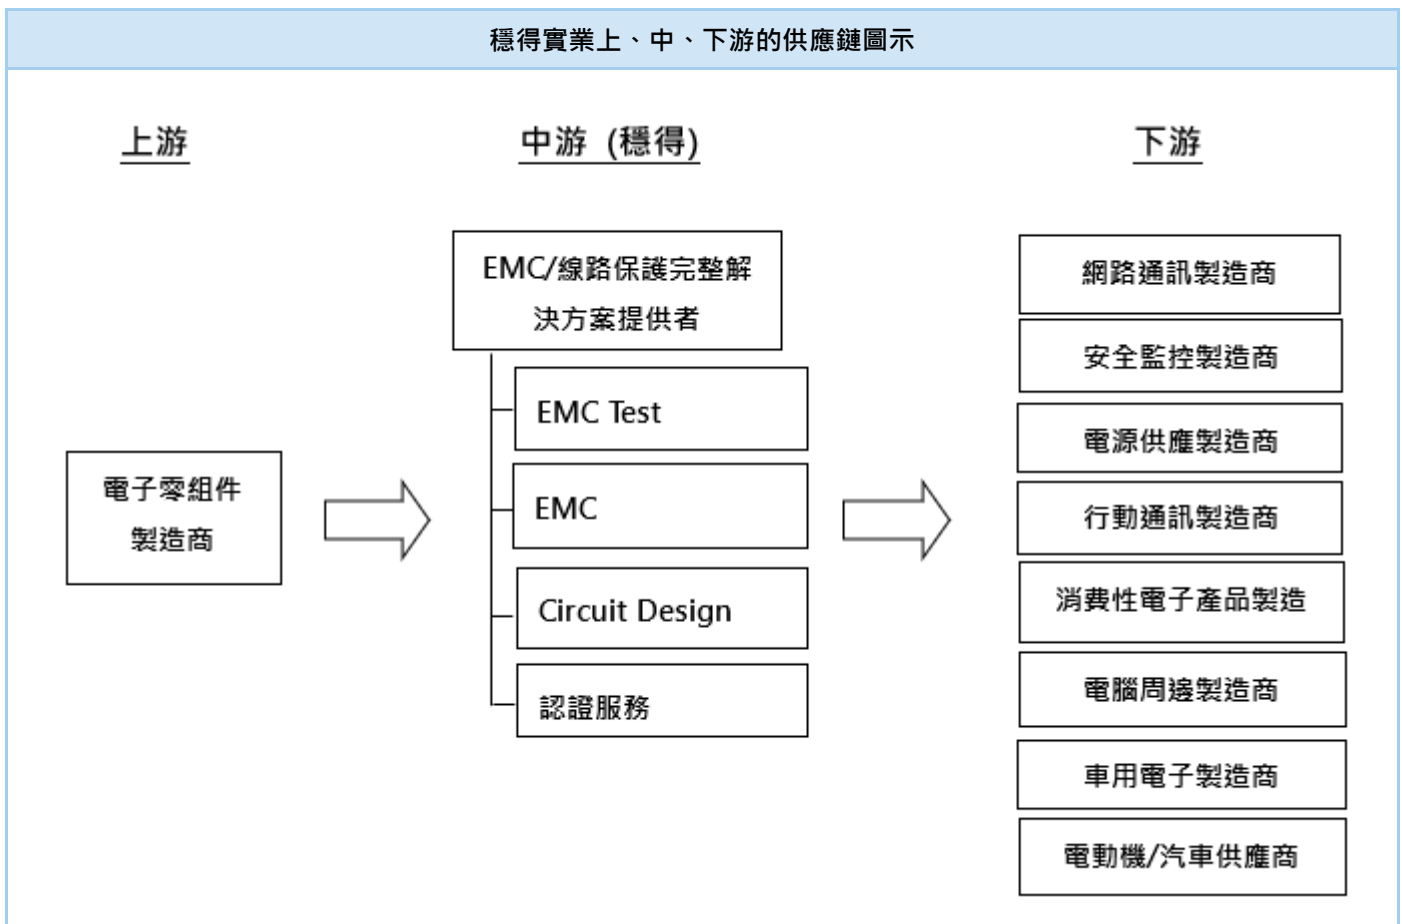 穩得實業上、中、下游的供應鏈圖示
上游
中游 (穩得)
下游
電子零組件
製造商
EMC/線路保護完整解
決方案提供者
EMC Test
EMC
Circuit Design
認證服務
網路通訊製造商
安全監控製造商
電源供應製造商
行動通訊製造商
消費性電子產品製造
電腦周邊製造商
車用電子製造商
電動機/汽車供應商